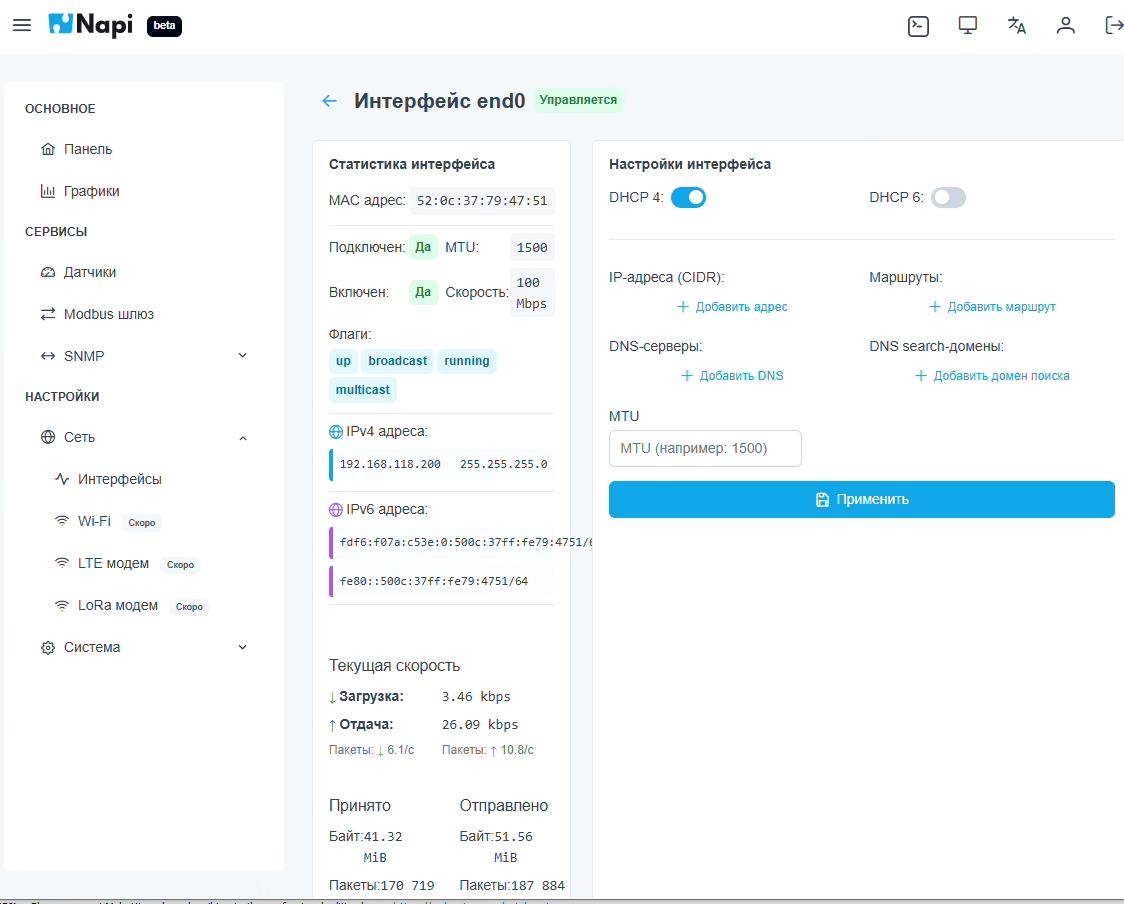 Napi beta
ОСНОВНОЕ
Панель
Графики
СЕРВИСЫ
Датчики
Modbus шлюз
SNMP
НАСТРОЙКИ
Сеть
Интерфейсы
Wi-Fi Скоро
LTE модем Скоро
LoRa модем Скоро
Система
Интерфейс end0 Управляется
Статистика интерфейса
MAC адрес: 52:0c:37:79:47:51
Подключен: Да MTU: 1500
Включен: Да Скорость: 100
Mbps
Флаги:
up broadcast running
multicast
IPv4 адреса:
192.168.118.200 255.255.255.0
IPv6 адреса:
fdf6:f07a:c53e:0:500c:37ff:fe79:4751/6
fe80::500c:37ff:fe79:4751/64
Текущая скорость
↓ Загрузка: 3.46 kbps
↑ Отдача: 26.09 kbps
Пакеты: ↓ 6.1/с Пакеты: ↑ 10.8/с
Принято Отправлено
Байт:41.32 Байт:51.56
MiB MiB
Пакеты:170 719 Пакеты:187 884
Настройки интерфейса
DHCP 4: DHCP 6:
IP-адреса (CIDR): Маршруты:
+ Добавить адрес + Добавить маршрут
DNS-серверы: DNS search-домены:
+ Добавить DNS + Добавить домен поиска
MTU
MTU (например: 1500)
Применить